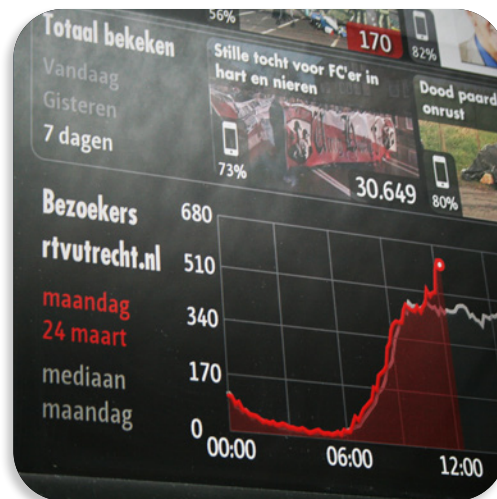 56%
170
82%
Totaal bekeken
Vandaag
Gisteren
7 dagen
Stille tocht voor FC'er in
hart en nieren
73%
30.649
Dood paard
onrust
80%
Bezoekers
rtvutrecht.nl
maandag
24 maart
mediaan
maandag
680
510
340
170
0
00:00
06:00
12:00